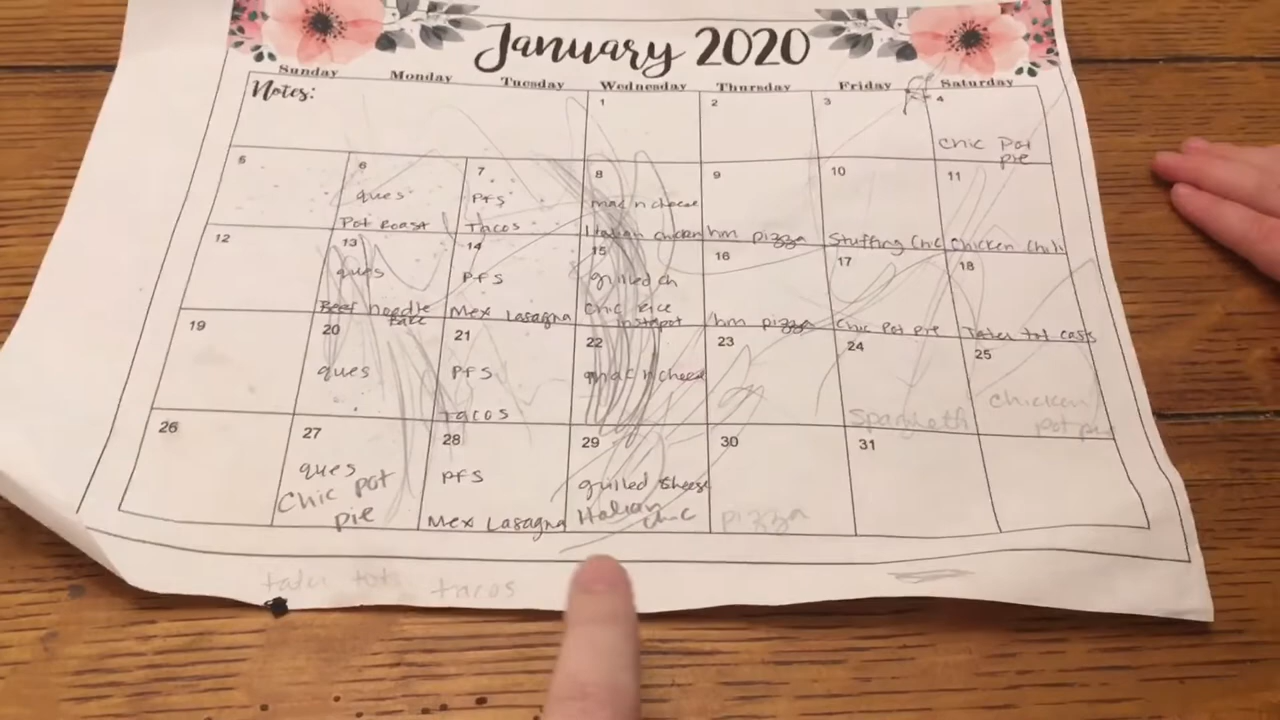 January 2020
Sunday Monday Tuesday Wednesday Thursday Friday Saturday
Notes:
1 2 3 4
chic Pot
pie
5 6 7 8 9 10 11
ques PFS mac n cheese
Pot Roast Tacos Italian chicken hm pizza Stuffing Chic Chicken Chili
12 13 14 15 16 17 18
ques PFS grilled ch
Beef noodle Mex Lasagna Chic rice hm pizza Chic Pot Pie Tater tot cass
instapot
19 20 21 22 23 24 25
ques PFS mac n cheese
tacos spaghetti chicken
pot pie
26 27 28 29 30 31
ques PFS grilled cheese
Chic pot Mex Lasagna Italian pizza
pie chic
tater tot tacos